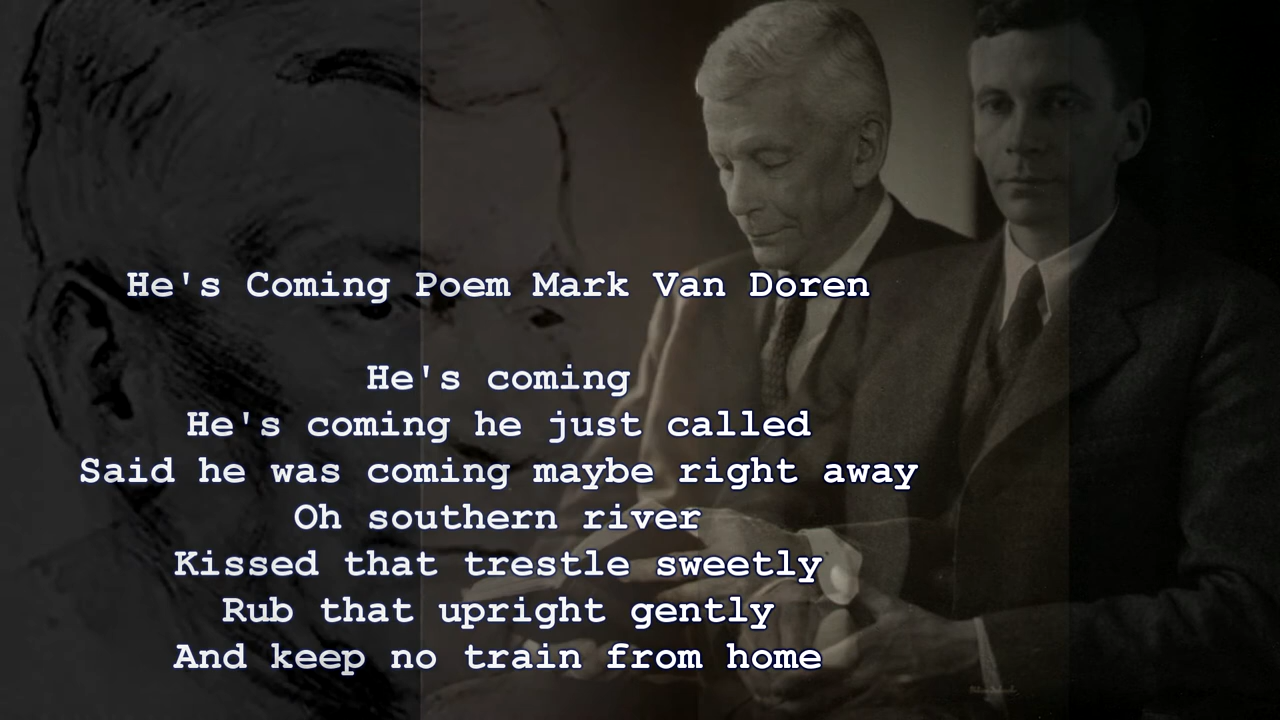 He's Coming Poem Mark Van Doren
He's coming
He's coming he just called
Said he was coming maybe right away
Oh southern river
Kissed that trestle sweetly
Rub that upright gently
And keep no train from home